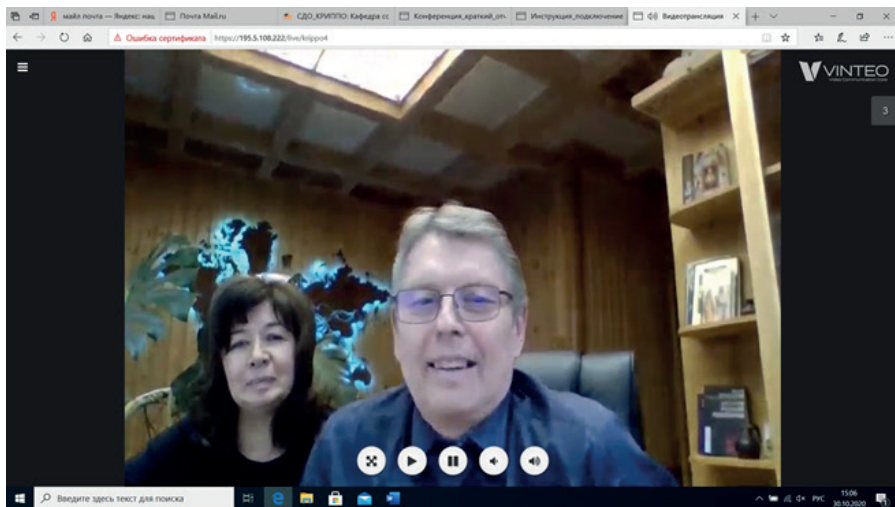 майл почта — Яндекс: наш
Почта Mail.ru
СДО_КРИППО: Кафедра сс
Конференция_краткий_отч
Инструкция_подключение
Видеотрансляция
Ошибка сертификата https://195.5.108.222/live/krippo4
VINTEO
3
Введите здесь текст для поиска
РУС
15:06
30.10.2020